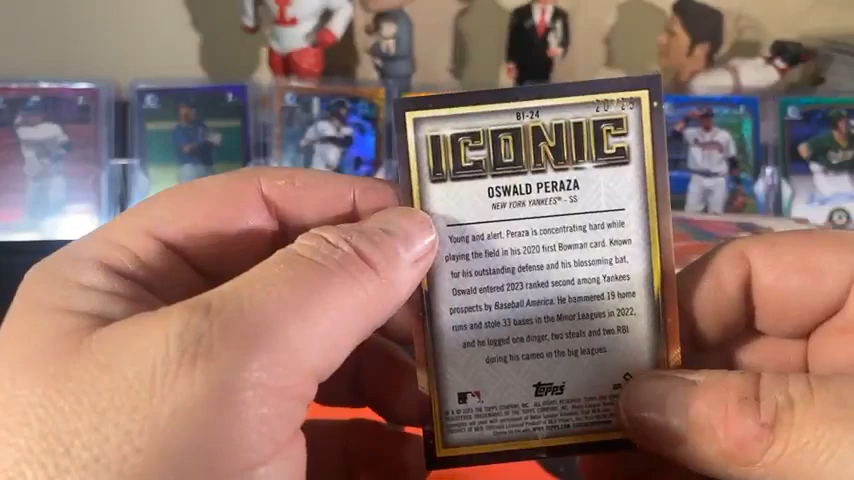 BI-24
ICONIC
OSWALD PERAZA
NEW YORK YANKEES® - SS
Young and alert, Peraza is concentrating hard while
playing the field in his 2020 first Bowman card. Known
for his outstanding defense and his blossoming bat,
Oswald entered 2023 ranked second among Yankees
prospects by Baseball America. He hammered 19 home
runs and stole 33 bases in the Minor Leagues in 2022,
and he logged one dinger, two steals and two RBI
during his cameo in the big leagues.
Topps